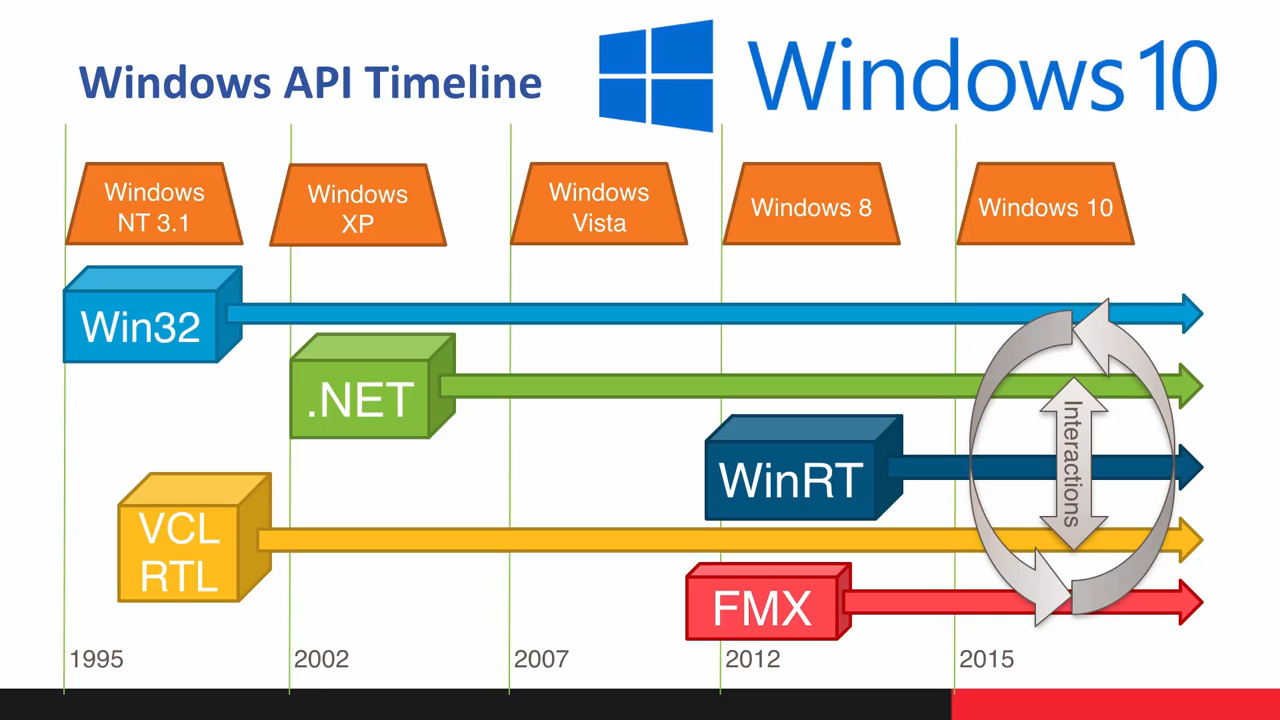 Windows API Timeline
Windows 10
Windows
NT 3.1
Windows
XP
Windows
Vista
Windows 8
Windows 10
Win32
.NET
WinRT
VCL
RTL
FMX
Interactions
1995
2002
2007
2012
2015